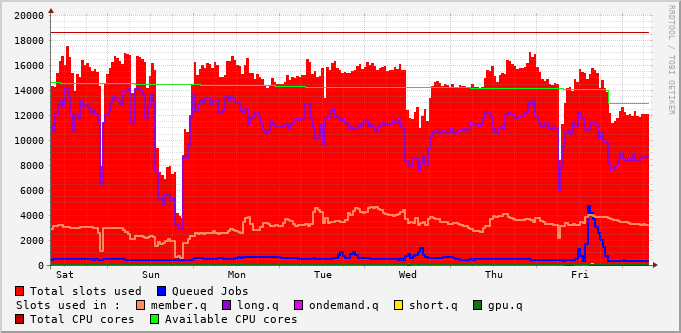 20000
18000
16000
14000
12000
10000
8000
6000
4000
2000
0
Sat Sun Mon Tue Wed Thu Fri
RRDTOOL / TOBI OETIKER
Total slots used Queued Jobs
Slots used in : member.q long.q ondemand.q short.q gpu.q
Total CPU cores Available CPU cores